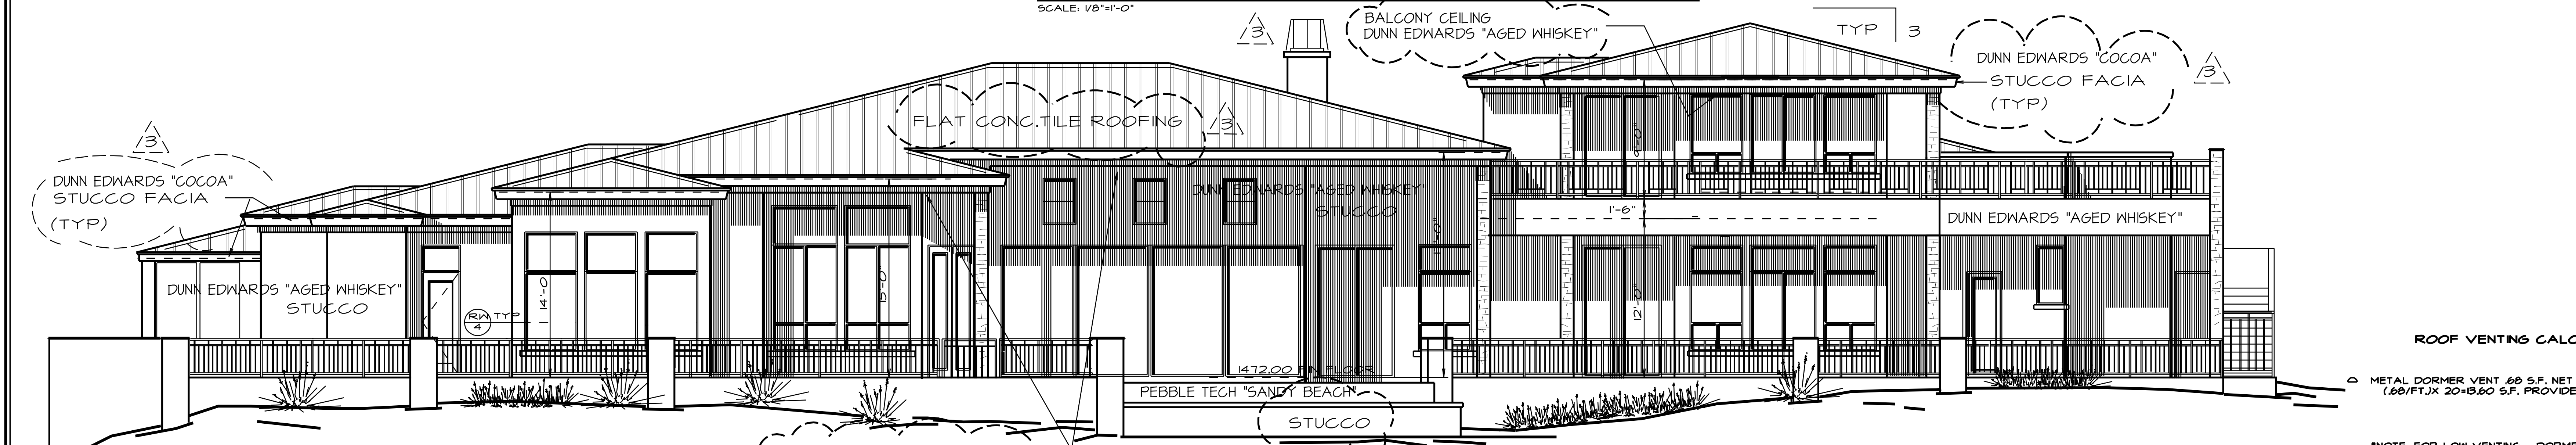 SCALE: 1/8"=1'-0"
3
BALCONY CEILING
DUNN EDWARDS "AGED WHISKEY"
TYP
3
DUNN EDWARDS "COCOA"
STUCCO FACIA
(TYP)
3
FLAT CONC.TILE ROOFING
3
3
DUNN EDWARDS "COCOA"
STUCCO FACIA
(TYP)
DUNN EDWARDS "AGED WHISKEY"
STUCCO
9'-0"
1'-6"
DUNN EDWARDS "AGED WHISKEY"
DUNN EDWARDS "AGED WHISKEY"
STUCCO
RW
4
TYP
14'-0
15'-0
12'-0"
1472.00 FIN FLOOR
PEBBLE TECH "SANDY BEACH"
STUCCO
ROOF VENTING CALC
METAL DORMER VENT .68 S.F. NET
(.68/FT.)X 20=13.60 S.F. PROVIDE